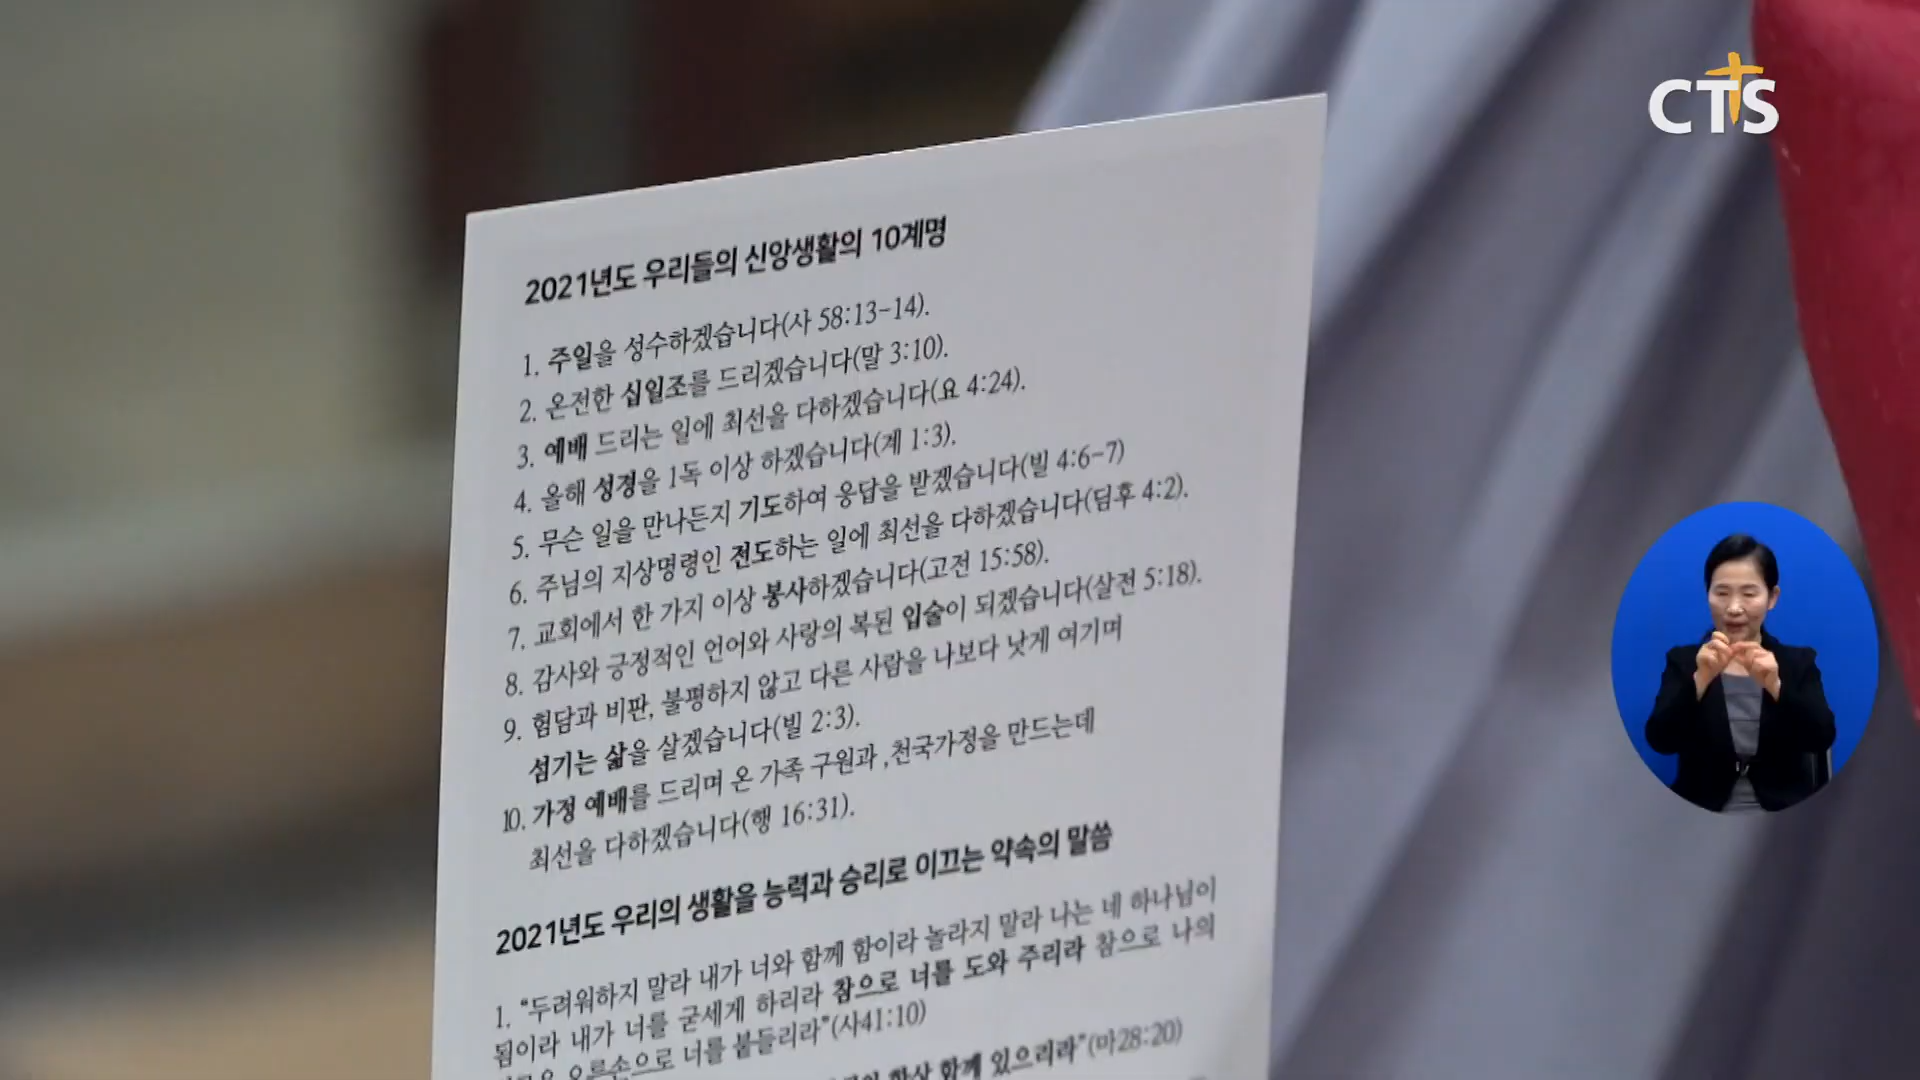 CTS
2021년도 우리들의 신앙생활의 10계명
1. 주일을 성수하겠습니다(사 58:13-14).
2. 온전한 십일조를 드리겠습니다(말 3:10).
3. 예배 드리는 일에 최선을 다하겠습니다(요 4:24).
4. 올해 성경을 1독 이상 하겠습니다(계 1:3).
5. 무슨 일을 만나든지 기도하여 응답을 받겠습니다(빌 4:6-7)
6. 주님의 지상명령인 전도하는 일에 최선을 다하겠습니다(딤후 4:2).
7. 교회에서 한 가지 이상 봉사하겠습니다(고전 15:58).
8. 감사와 긍정적인 언어와 사랑의 복된 입술이 되겠습니다(살전 5:18).
9. 험담과 비판, 불평하지 않고 다른 사람을 나보다 낫게 여기며
섬기는 삶을 살겠습니다(빌 2:3).
10. 가정 예배를 드리며 온 가족 구원과 ,천국가정을 만드는데
최선을 다하겠습니다(행 16:31).
2021년도 우리의 생활을 능력과 승리로 이끄는 약속의 말씀
1. “두려워하지 말라 내가 너와 함께 함이라 놀라지 말라 나는 네 하나님이
됨이라 내가 너를 굳세게 하리라 참으로 너를 도와 주리라 참으로 나의
오른손으로 너를 붙들리라”(사41:10)
항상 함께 있으리라”(마28:20)